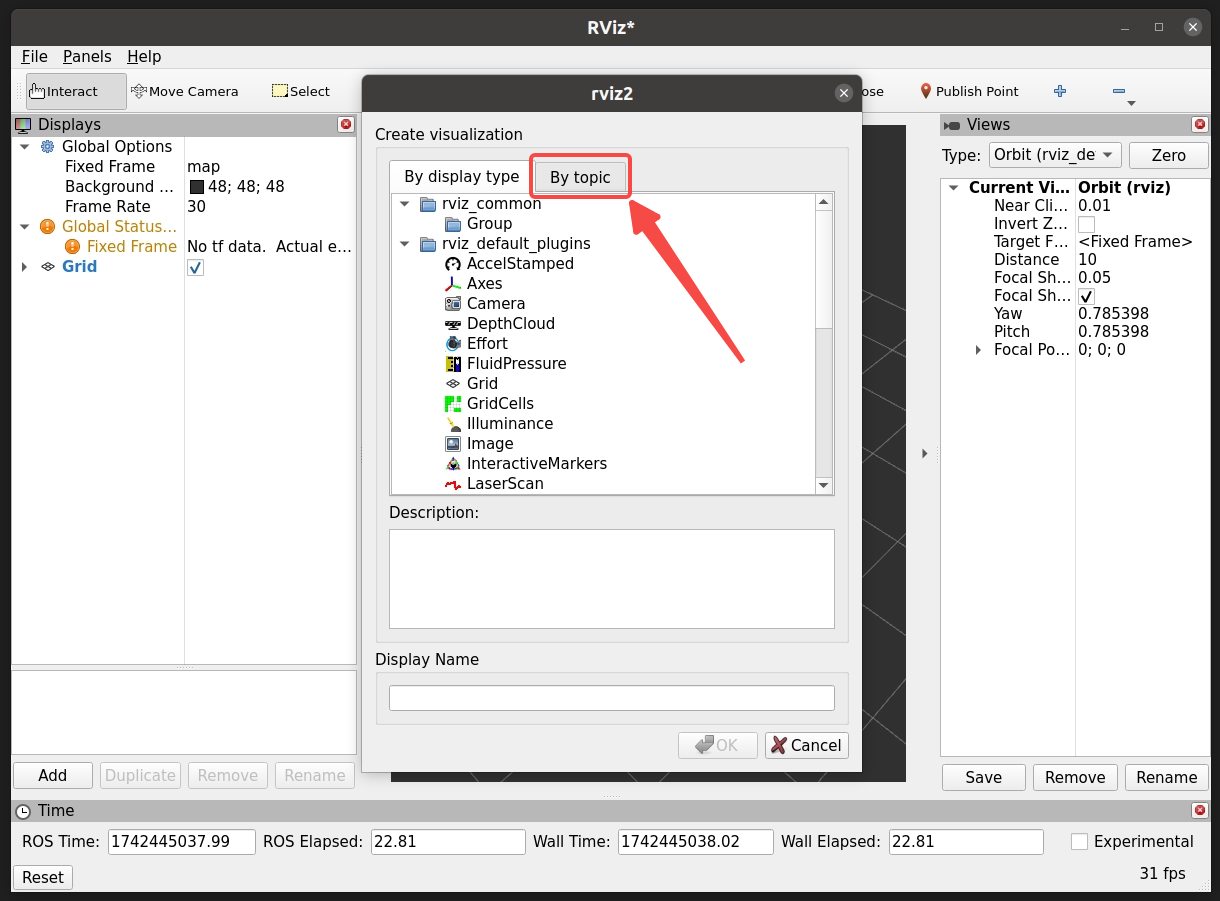 RViz*
File Panels Help
Interact Move Camera Select ose Publish Point
rviz2
Create visualization
By display type By topic
rviz_common
Group
rviz_default_plugins
AccelStamped
Axes
Camera
DepthCloud
Effort
FluidPressure
Grid
GridCells
Illuminance
Image
InteractiveMarkers
LaserScan
Description:
Display Name
OK Cancel
Displays
Global Options
Fixed Frame map
Background ... 48; 48; 48
Frame Rate 30
Global Status...
Fixed Frame No tf data. Actual e...
Grid
Add Duplicate Remove Rename
Views
Type: Orbit (rviz_de Zero
Current Vi... Orbit (rviz)
Near Cli... 0.01
Invert Z...
Target F... <Fixed Frame>
Distance 10
Focal Sh... 0.05
Focal Sh...
Yaw 0.785398
Pitch 0.785398
Focal Po... 0; 0; 0
Save Remove Rename
Time
ROS Time: 1742445037.99 ROS Elapsed: 22.81 Wall Time: 1742445038.02 Wall Elapsed: 22.81 Experimental
Reset 31 fps